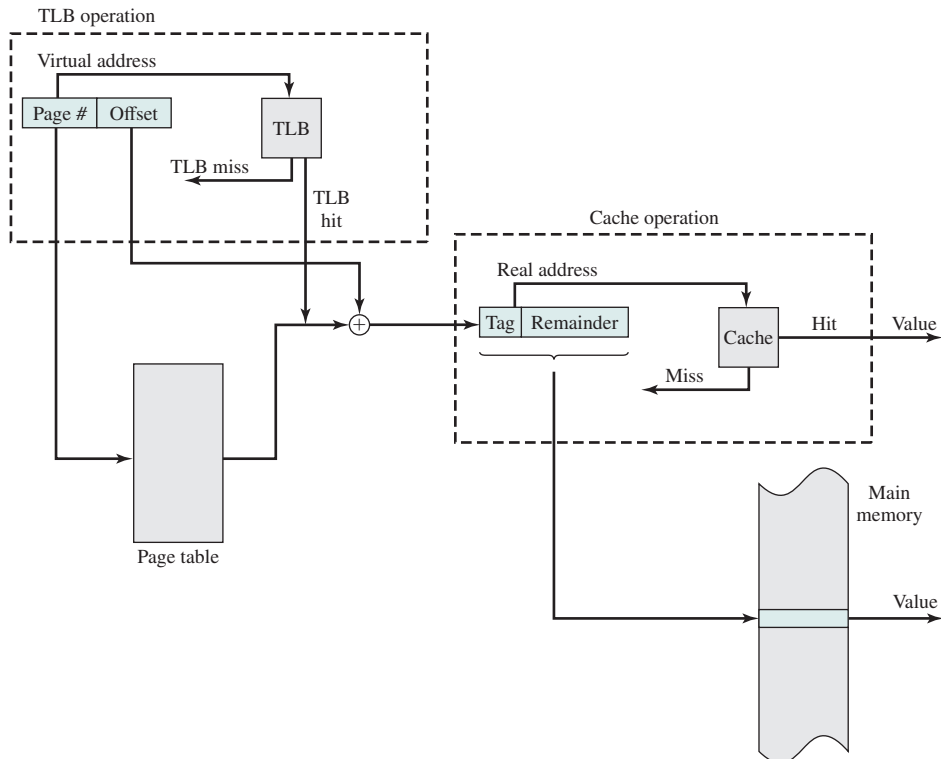 TLB operation
Virtual address
Page #
Offset
TLB
TLB miss
TLB
hit
Cache operation
Real address
Tag
Remainder
Cache
Hit
Value
Miss
Page table
Main
memory
Value